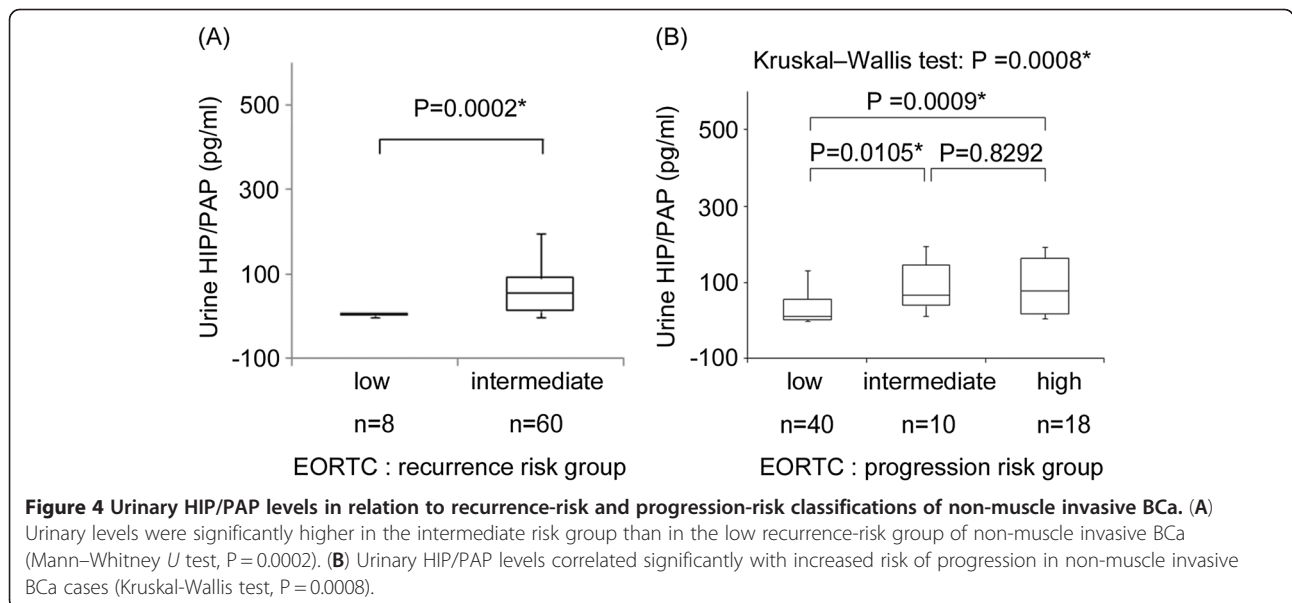 (A)
Urine HIP/PAP (pg/ml)
500
300
100
-100
P=0.0002*
low intermediate
n=8 n=60
EORTC : recurrence risk group
(B)
Kruskal–Wallis test: P =0.0008*
Urine HIP/PAP (pg/ml)
500
300
100
-100
P =0.0009*
P=0.0105* P=0.8292
low intermediate high
n=40 n=10 n=18
EORTC : progression risk group
Figure 4 Urinary HIP/PAP levels in relation to recurrence-risk and progression-risk classifications of non-muscle invasive BCa. (A)
Urinary levels were significantly higher in the intermediate risk group than in the low recurrence-risk group of non-muscle invasive BCa
(Mann–Whitney U test, P = 0.0002). (B) Urinary HIP/PAP levels correlated significantly with increased risk of progression in non-muscle invasive
BCa cases (Kruskal-Wallis test, P = 0.0008).